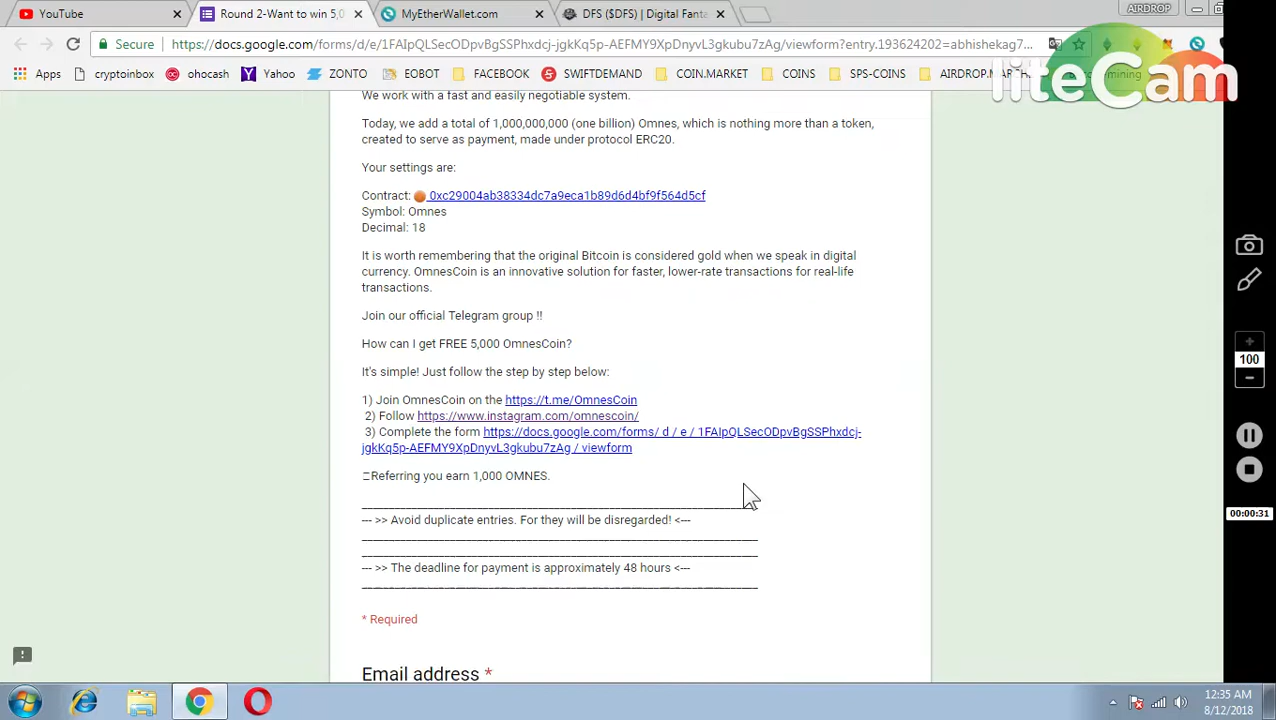 YouTube
Round 2-Want to win 5,0
MyEtherWallet.com
DFS ($DFS) | Digital Fanta
AIRDROP
Secure
https://docs.google.com/forms/d/e/1FAIpQLSecODpvBgSSPhxdcj-jgkKq5p-AEFMY9XpDnyvL3gkubu7zAg/viewform?entry.193624202=abhishekag7...
Apps
cryptoinbox
ohocash
Yahoo
ZONTO
EOBOT
FACEBOOK
SWIFTDEMAND
COIN.MARKET
COINS
SPS-COINS
AIRDROP.MARCH
mining
liteCam
We work with a fast and easily negotiable system.
Today, we add a total of 1,000,000,000 (one billion) Omnes, which is nothing more than a token,
created to serve as payment, made under protocol ERC20.
Your settings are:
Contract: 0xc29004ab38334dc7a9eca1b89d6d4bf9f564d5cf
Symbol: Omnes
Decimal: 18
It is worth remembering that the original Bitcoin is considered gold when we speak in digital
currency. OmnesCoin is an innovative solution for faster, lower-rate transactions for real-life
transactions.
Join our official Telegram group !!
How can I get FREE 5,000 OmnesCoin?
It's simple! Just follow the step by step below:
1) Join OmnesCoin on the https://t.me/OmnesCoin
2) Follow https://www.instagram.com/omnescoin/
3) Complete the form https://docs.google.com/forms/ d / e / 1FAIpQLSecODpvBgSSPhxdcj-
jgkKq5p-AEFMY9XpDnyvL3gkubu7zAg / viewform
Referring you earn 1,000 OMNES.
--- >> Avoid duplicate entries. For they will be disregarded! <---
--- >> The deadline for payment is approximately 48 hours <---
* Required
Email address *
100
00:00:31
12:35 AM
8/12/2018